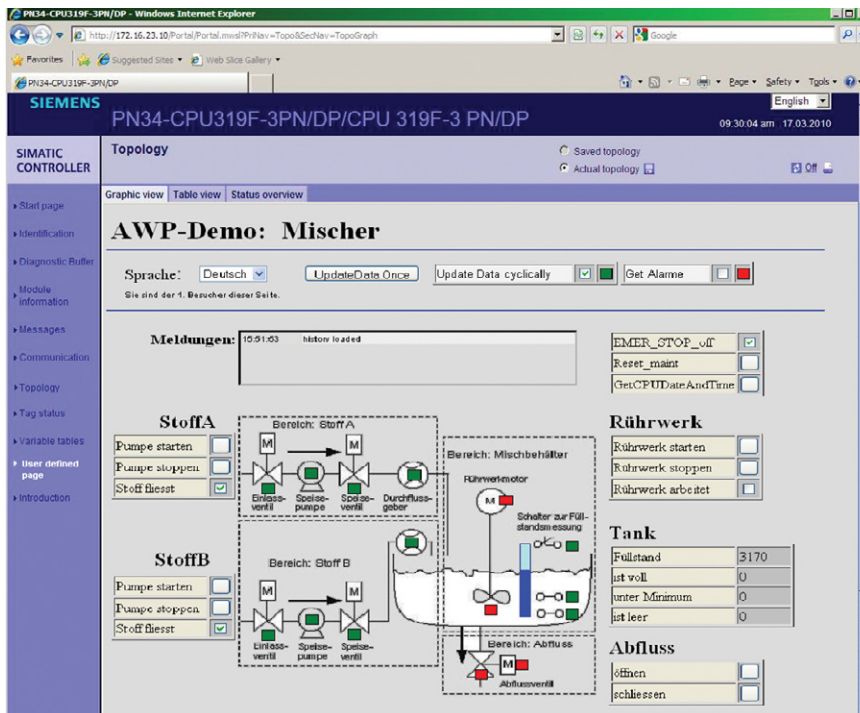 PN34-CPU319F-3PN/DP - Windows Internet Explorer
http://172.16.23.10/Portal/Portal.mwsl?PriNav=Topo&SecNav=TopoGraph
Google
Favorites Suggested Sites Web Slice Gallery
PN34-CPU319F-3PN/DP
Page Safety Tools
SIEMENS
English
PN34-CPU319F-3PN/DP/CPU 319F-3 PN/DP
09:30:04 am 17.03.2010
SIMATIC
CONTROLLER
Topology
Saved topology
Actual topology
Off
Start page
Identification
Diagnostic Buffer
Module
information
Messages
Communication
Topology
Tag status
Variable tables
User defined
page
Introduction
Graphic view Table view Status overview
AWP-Demo: Mischer
Sprache: Deutsch UpdateData Once Update Data cyclically Get Alarme
Sie sind der 1. Besucher dieser Seite.
Meldungen:
history loaded
EMER_STOP_off
Reset_maint
GetCPUDateAndTime
StoffA
Pumpe starten
Pumpe stoppen
Stoff fliesst
Bereich: Stoff A
M
M
Einlass-
ventil
Speise-
pumpe
Speise-
ventil
Durchfluss-
geber
StoffB
Pumpe starten
Pumpe stoppen
Stoff fliesst
Bereich: Stoff B
M
M
Einlass-
ventil
Speise-
pumpe
Speise-
ventil
Bereich: Mischbehälter
Rührwerkmotor
M
Schalter zur Füll-
standsmessung
Bereich: Abfluss
M
Abflussventil
Rührwerk
Rührwerk starten
Rührwerk stoppen
Rührwerk arbeitet
Tank
Füllstand 3170
ist voll 0
unter Minimum 0
ist leer 0
Abfluss
öffnen
schliessen